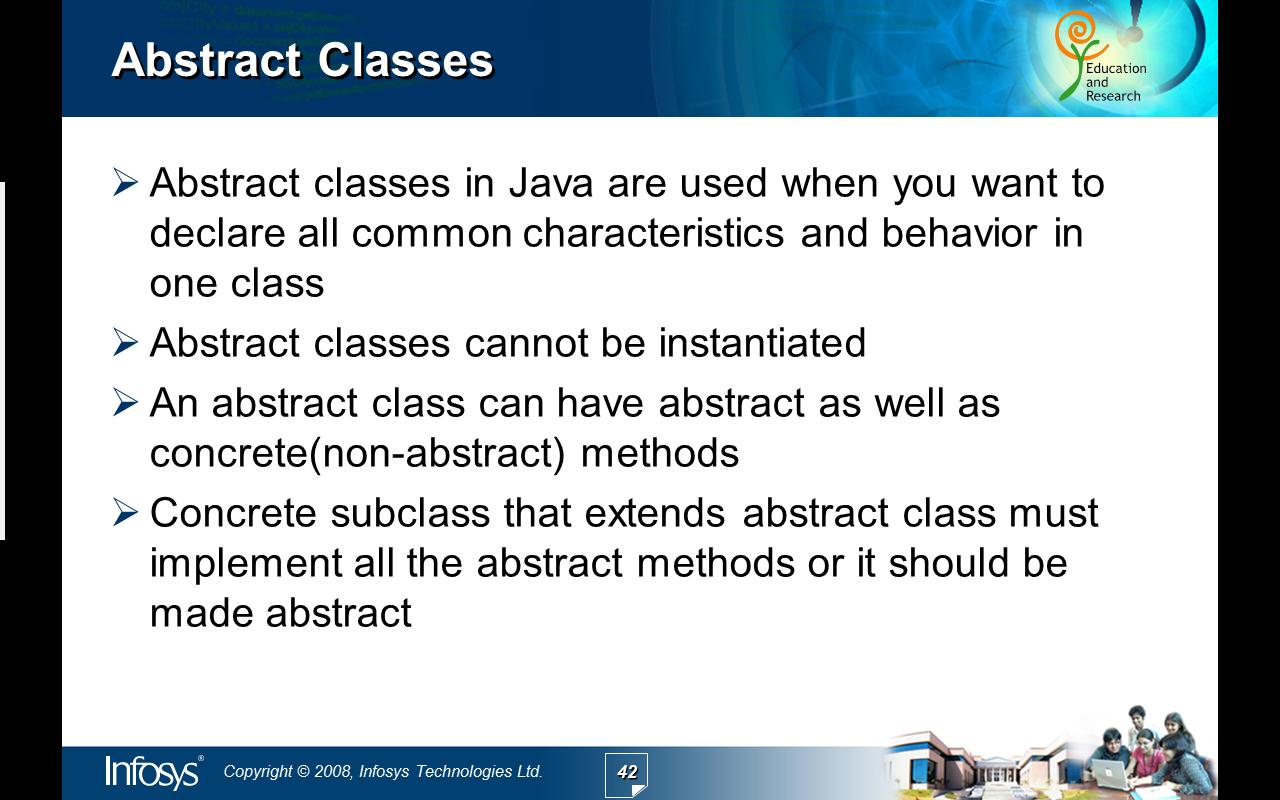 Abstract Classes
Education
and
Research
Abstract classes in Java are used when you want to
declare all common characteristics and behavior in
one class
Abstract classes cannot be instantiated
An abstract class can have abstract as well as
concrete(non-abstract) methods
Concrete subclass that extends abstract class must
implement all the abstract methods or it should be
made abstract
Infosys® Copyright © 2008, Infosys Technologies Ltd. 42